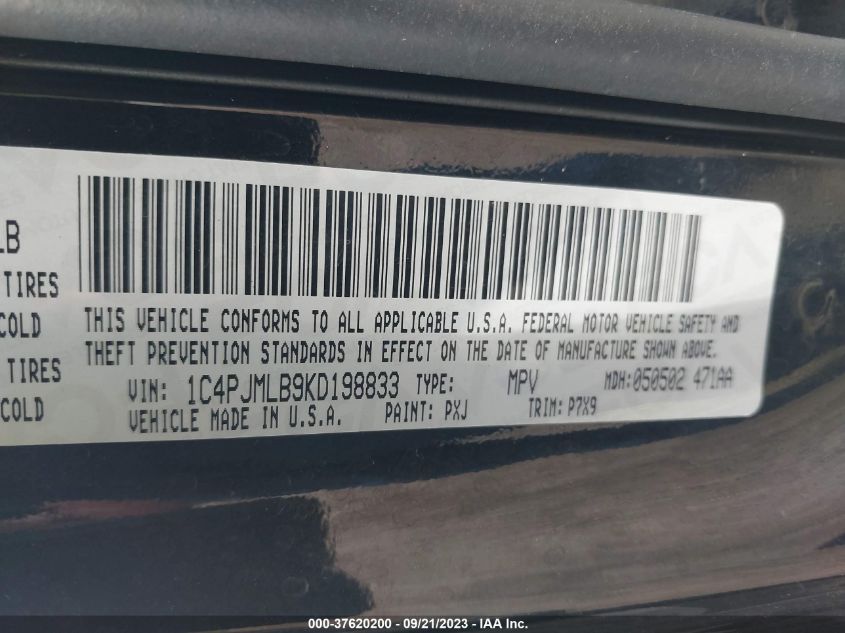 LB
TIRES
COLD
TIRES
COLD
THIS VEHICLE CONFORMS TO ALL APPLICABLE U.S.A. FEDERAL MOTOR VEHICLE SAFETY AND
THEFT PREVENTION STANDARDS IN EFFECT ON THE DATE OF MANUFACTURE SHOWN ABOVE.
VIN: 1C4PJMLB9KD198833 TYPE: MPV MDH:050502 471AA
VEHICLE MADE IN U.S.A. PAINT: PXJ TRIM: P7X9
000-37620200 - 09/21/2023 - IAA Inc.